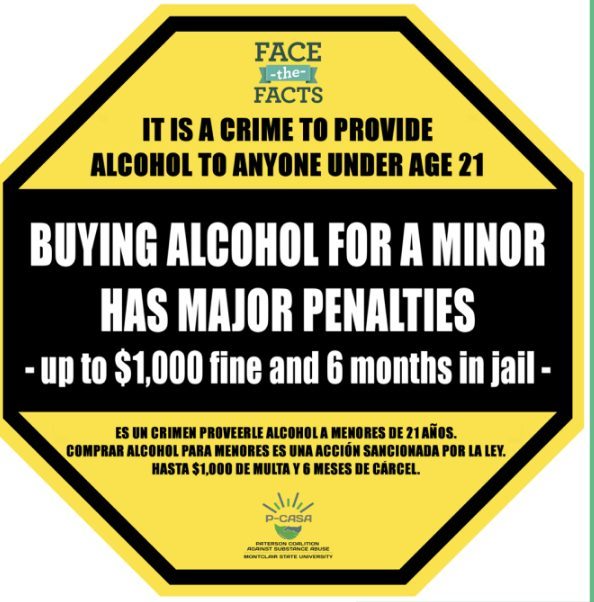 FACE
-the-
FACTS
IT IS A CRIME TO PROVIDE
ALCOHOL TO ANYONE UNDER AGE 21
BUYING ALCOHOL FOR A MINOR
HAS MAJOR PENALTIES
- up to $1,000 fine and 6 months in jail -
ES UN CRIMEN PROVEERLE ALCOHOL A MENORES DE 21 AÑOS.
COMPRAR ALCOHOL PARA MENORES ES UNA ACCIÓN SANCIONADA POR LA LEY.
HASTA $1,000 DE MULTA Y 6 MESES DE CÁRCEL.
P-CASA
PATERSON COALITION
AGAINST SUBSTANCE ABUSE
MONTCLAIR STATE UNIVERSITY